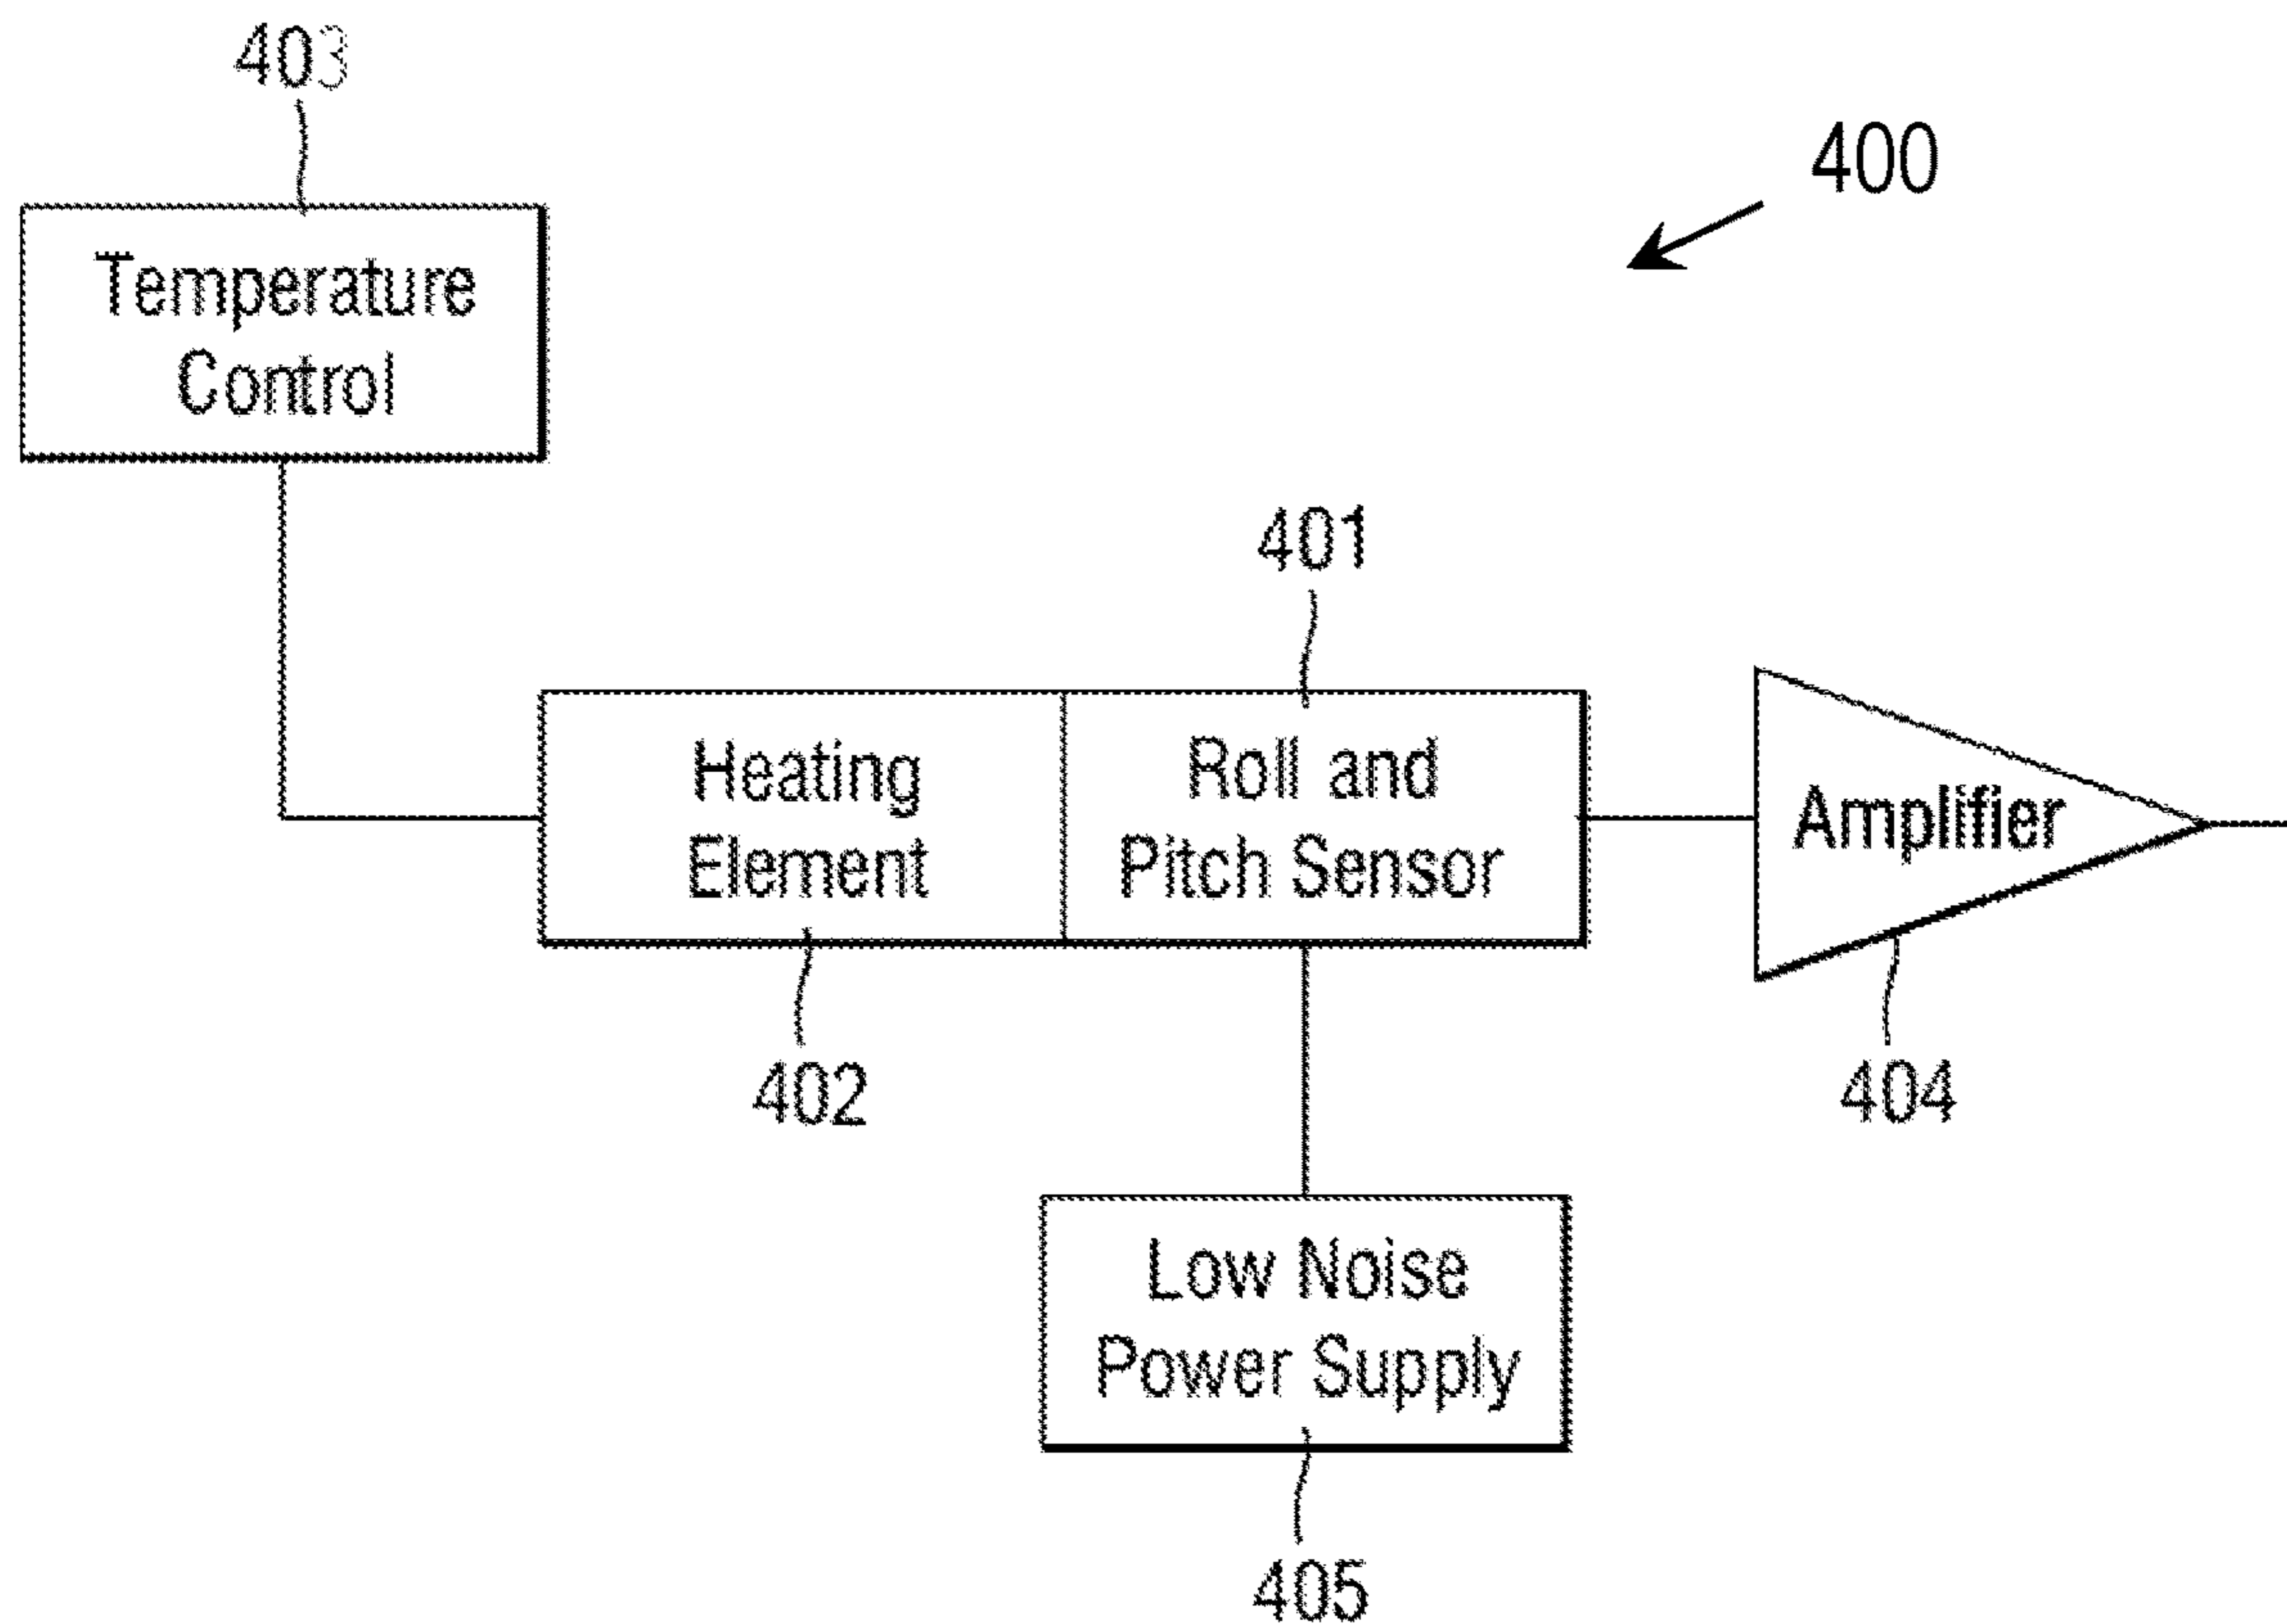 403
400
Temperature
Control
401
Heating
Element
Roll and
Pitch Sensor
Amplifier
402
404
Low Noise
Power Supply
405